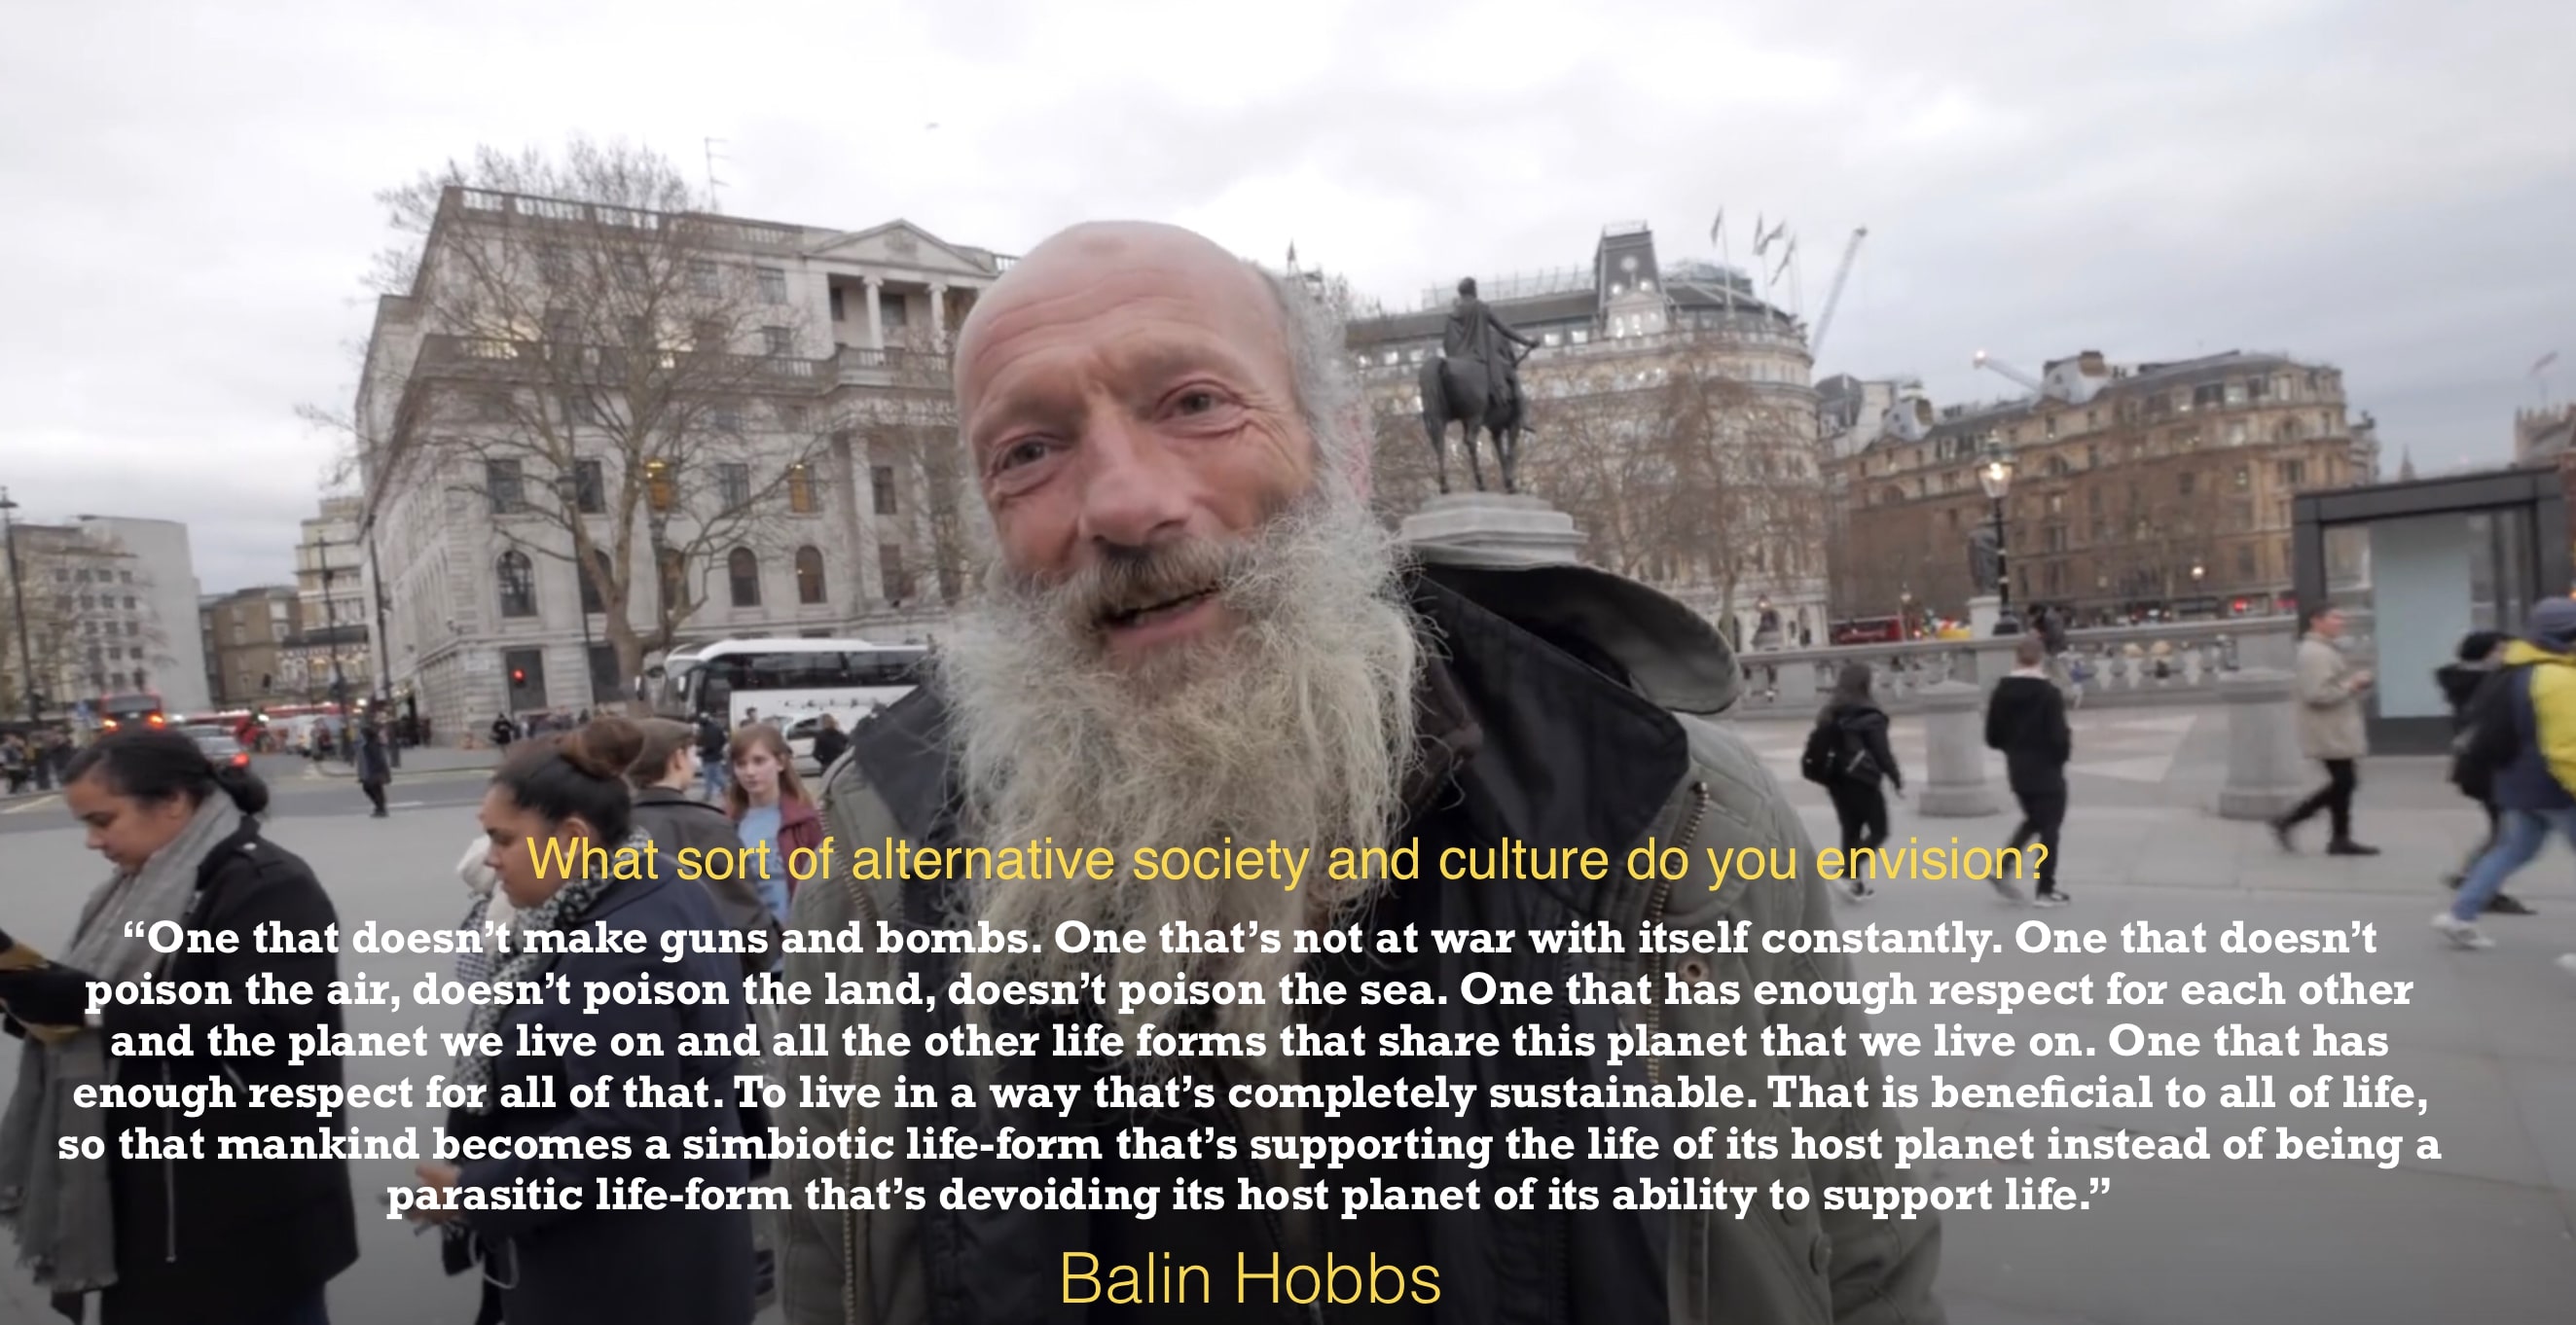 What sort of alternative society and culture do you envision?
“One that doesn’t make guns and bombs. One that’s not at war with itself constantly. One that doesn’t
poison the air, doesn’t poison the land, doesn’t poison the sea. One that has enough respect for each other
and the planet we live on and all the other life forms that share this planet that we live on. One that has
enough respect for all of that. To live in a way that’s completely sustainable. That is beneficial to all of life,
so that mankind becomes a simbiotic life-form that’s supporting the life of its host planet instead of being a
parasitic life-form that’s devoiding its host planet of its ability to support life.”
Balin Hobbs